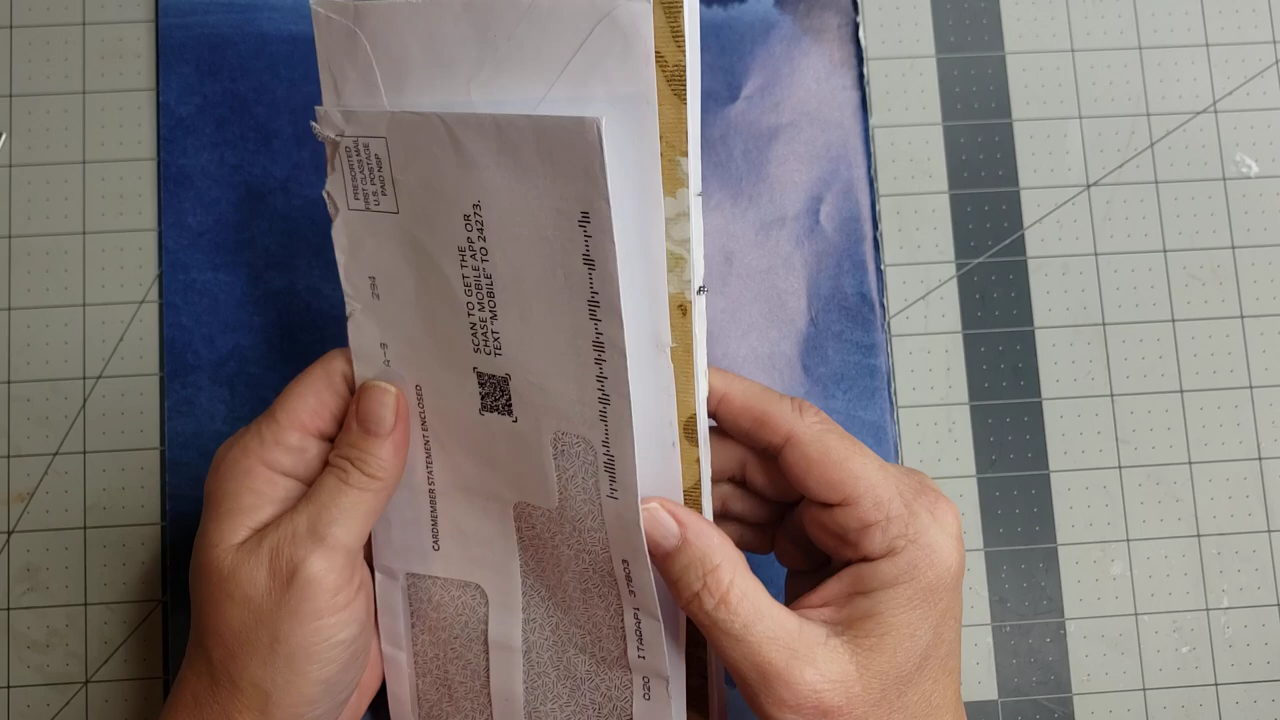 PRESORTED
FIRST CLASS MAIL
U.S. POSTAGE
PAID NSP
294
A-9
CARDMEMBER STATEMENT ENCLOSED
SCAN TO GET THE
CHASE MOBILE APP OR
TEXT "MOBILE" TO 24273.
020 ITAQAP1 37803